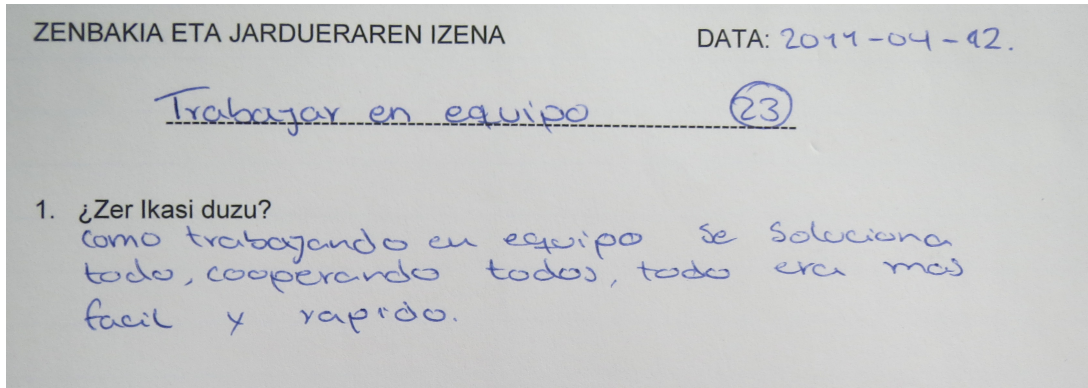 ZENBAKIA ETA JARDUERAREN IZENA DATA: 2011-04-12.
Trabajar en equipo 23
1. ¿Zer Ikasi duzu?
Como trabajando en equipo se soluciona
todo, cooperando todos, todo era mas
facil y rapido.